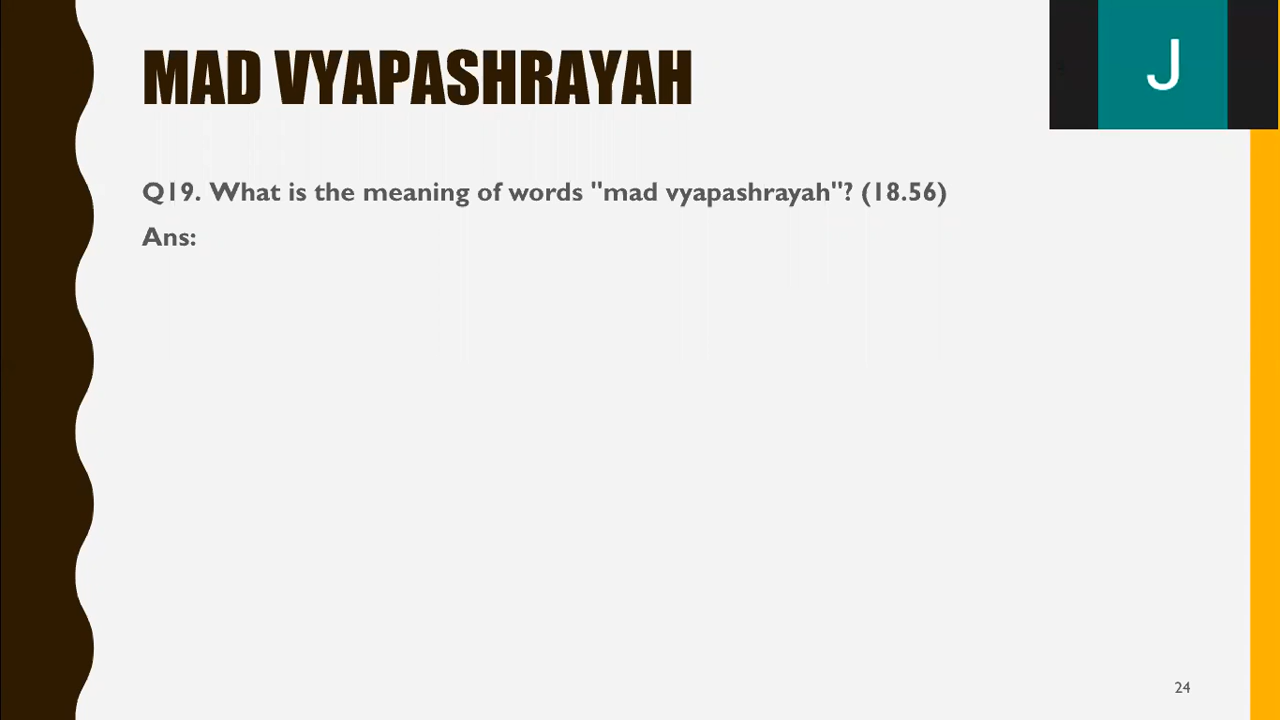 MAD VYAPASHRAYAH
J
Q19. What is the meaning of words "mad vyapashrayah"? (18.56)
Ans:
24